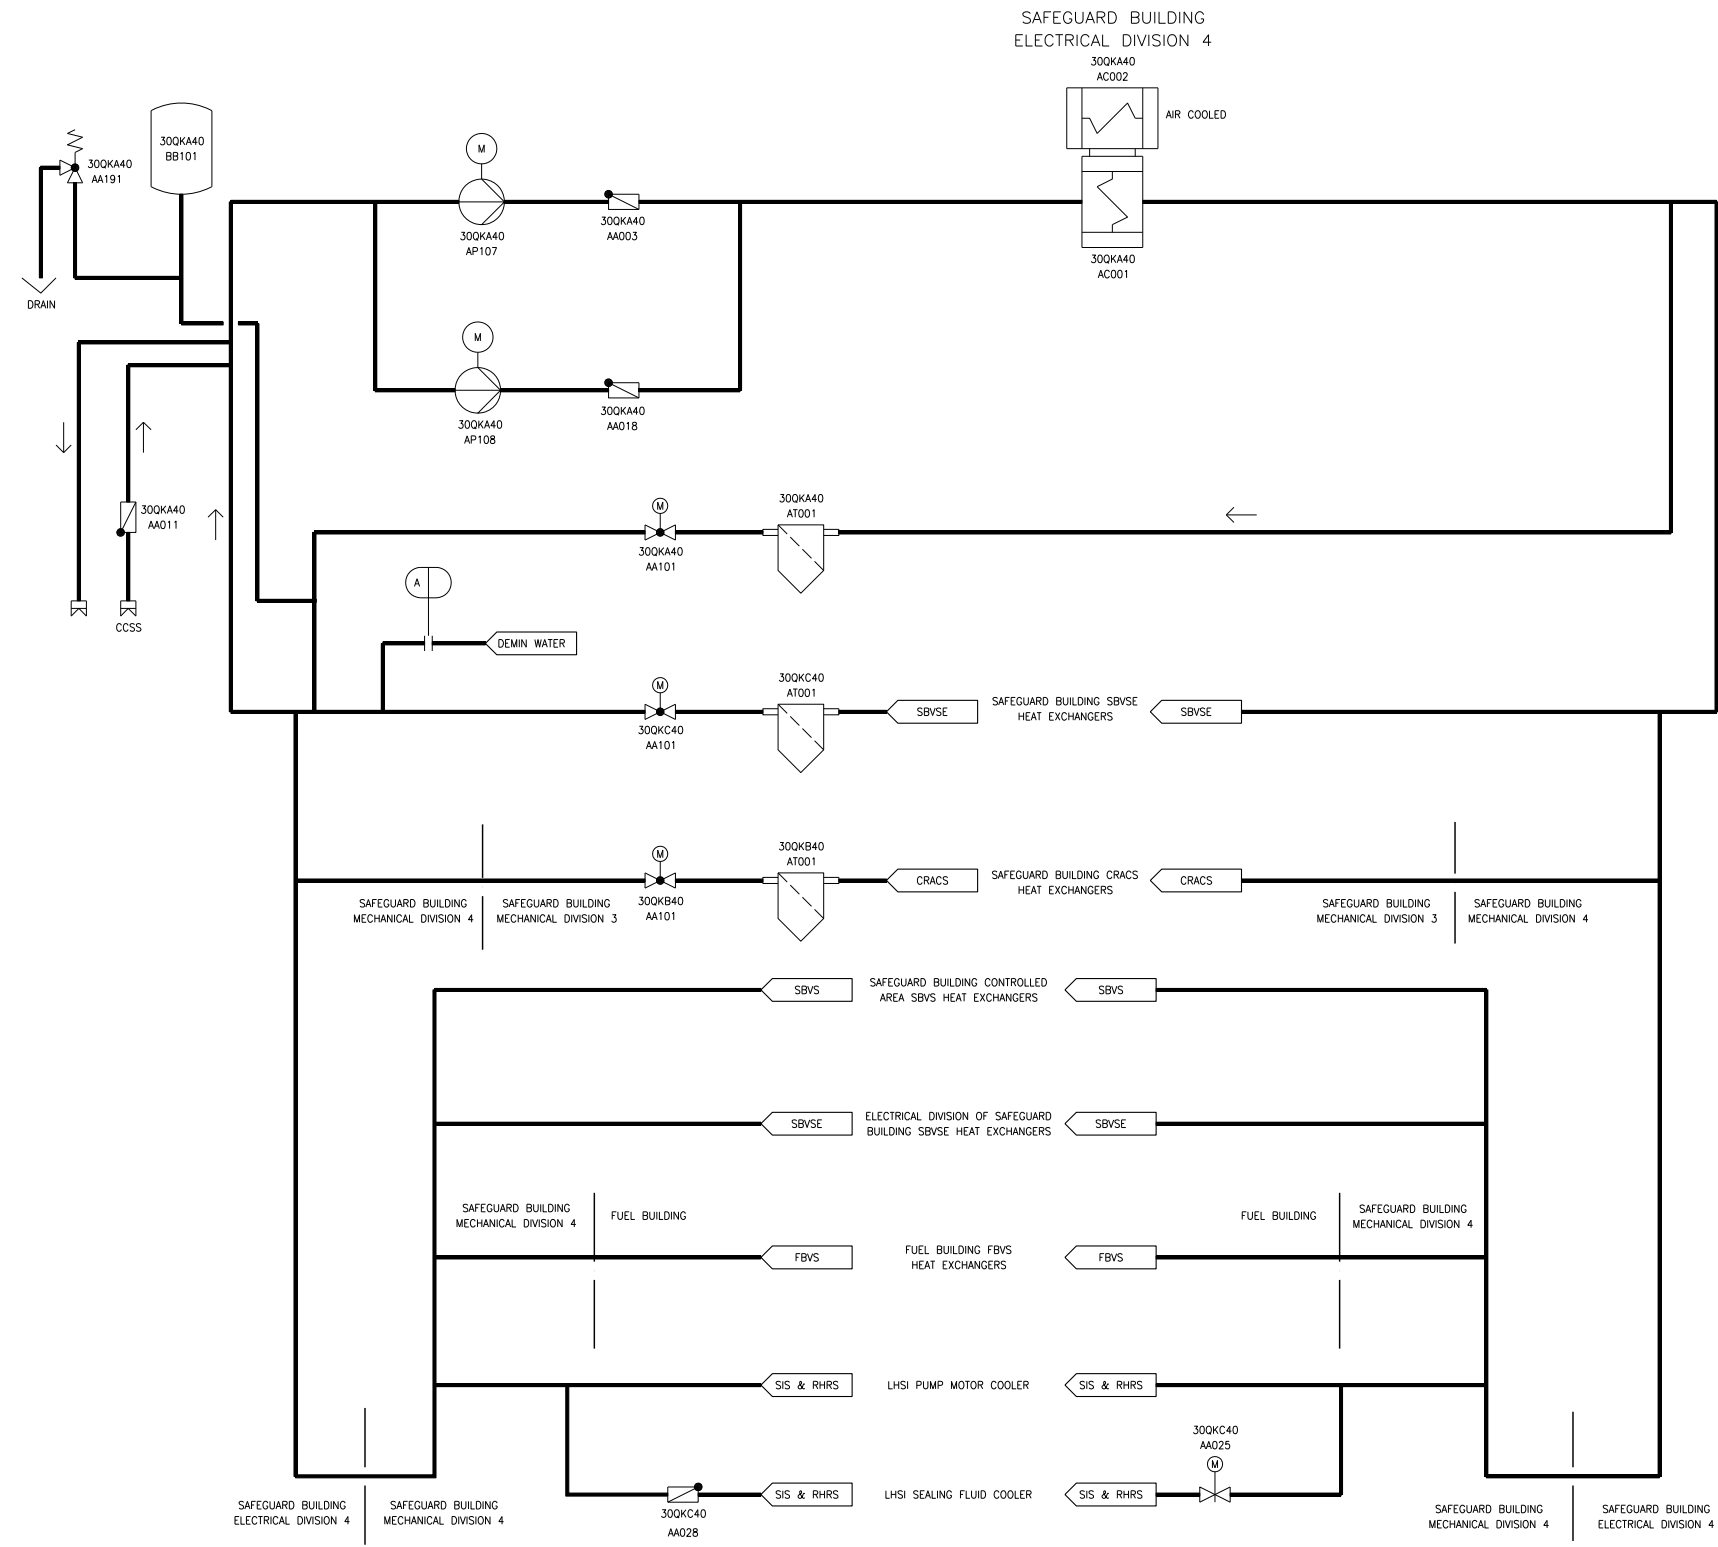 SAFEGUARD BUILDING
ELECTRICAL DIVISION 4
30QKA40
AC002
AIR COOLED
30QKA40
AC001
30QKA40
AA191
30QKA40
BB101
DRAIN
M
30QKA40
AP107
30QKA40
AA003
M
30QKA40
AP108
30QKA40
AA018
30QKA40
AA011
CCSS
M
30QKA40
AA101
30QKA40
AT001
A
DEMIN WATER
M
30QKC40
AA101
30QKC40
AT001
SBVSE
SAFEGUARD BUILDING SBVSE
HEAT EXCHANGERS
SBVSE
M
30QKB40
AA101
30QKB40
AT001
CRACS
SAFEGUARD BUILDING CRACS
HEAT EXCHANGERS
CRACS
SAFEGUARD BUILDING
MECHANICAL DIVISION 4
SAFEGUARD BUILDING
MECHANICAL DIVISION 3
SAFEGUARD BUILDING
MECHANICAL DIVISION 3
SAFEGUARD BUILDING
MECHANICAL DIVISION 4
SBVS
SAFEGUARD BUILDING CONTROLLED
AREA SBVS HEAT EXCHANGERS
SBVS
SBVSE
ELECTRICAL DIVISION OF SAFEGUARD
BUILDING SBVSE HEAT EXCHANGERS
SBVSE
SAFEGUARD BUILDING
MECHANICAL DIVISION 4
FUEL BUILDING
FUEL BUILDING
SAFEGUARD BUILDING
MECHANICAL DIVISION 4
FBVS
FUEL BUILDING FBVS
HEAT EXCHANGERS
FBVS
SIS & RHRS
LHSI PUMP MOTOR COOLER
SIS & RHRS
30QKC40
AA025
M
SIS & RHRS
LHSI SEALING FLUID COOLER
SIS & RHRS
30QKC40
AA028
SAFEGUARD BUILDING
ELECTRICAL DIVISION 4
SAFEGUARD BUILDING
MECHANICAL DIVISION 4
SAFEGUARD BUILDING
MECHANICAL DIVISION 4
SAFEGUARD BUILDING
ELECTRICAL DIVISION 4